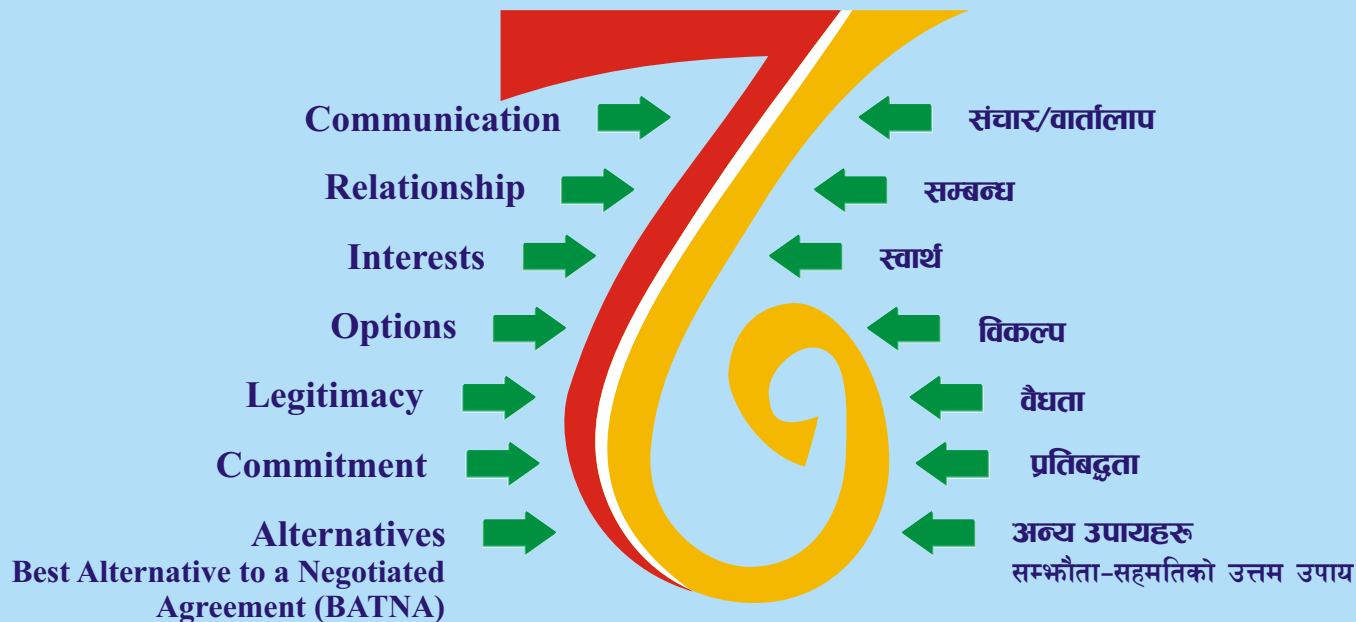 Communication संचार/वार्तालाप
Relationship सम्बन्ध
Interests स्वार्थ
Options विकल्प
Legitimacy वैधता
Commitment प्रतिबद्धता
Alternatives अन्य उपायहरू
Best Alternative to a Negotiated सम्झौता-सहमतिको उत्तम उपाय
Agreement (BATNA)